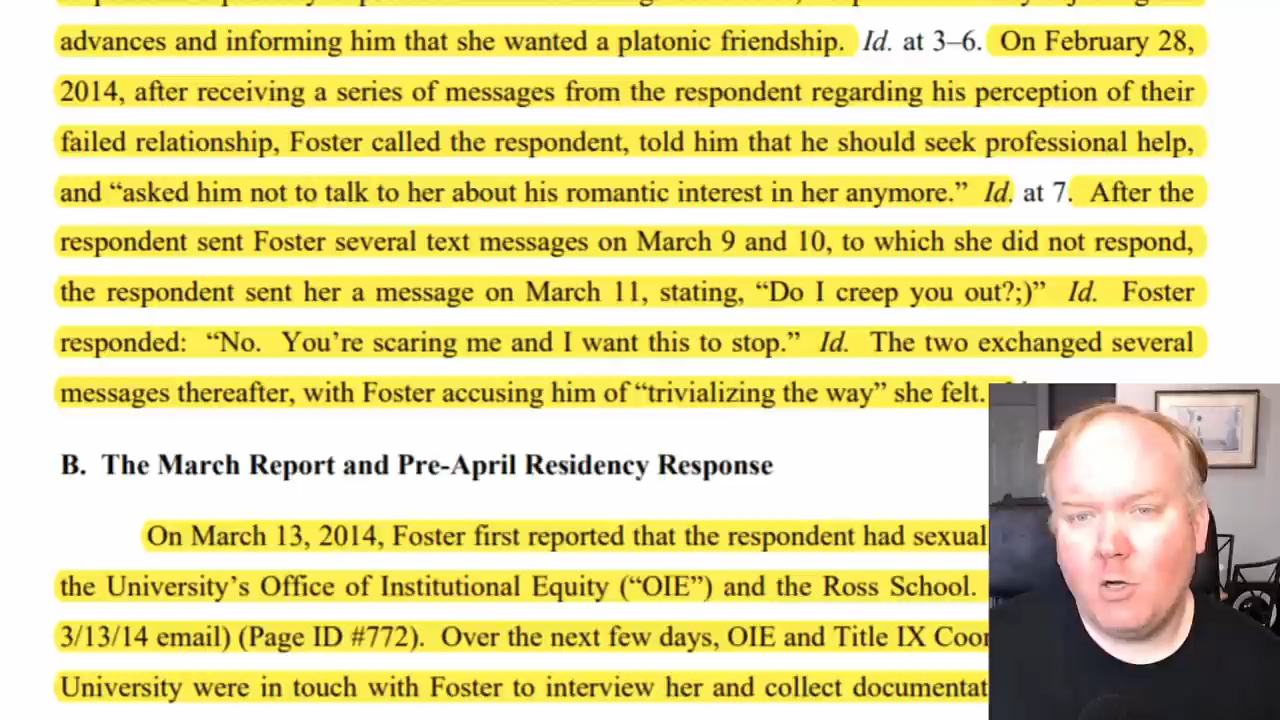 advances and informing him that she wanted a platonic friendship. Id. at 3–6. On February 28,
2014, after receiving a series of messages from the respondent regarding his perception of their
failed relationship, Foster called the respondent, told him that he should seek professional help,
and “asked him not to talk to her about his romantic interest in her anymore.” Id. at 7. After the
respondent sent Foster several text messages on March 9 and 10, to which she did not respond,
the respondent sent her a message on March 11, stating, “Do I creep you out?;)” Id. Foster
responded: “No. You’re scaring me and I want this to stop.” Id. The two exchanged several
messages thereafter, with Foster accusing him of “trivializing the way” she felt.
B. The March Report and Pre-April Residency Response
On March 13, 2014, Foster first reported that the respondent had sexual
the University’s Office of Institutional Equity (“OIE”) and the Ross School.
3/13/14 email) (Page ID #772). Over the next few days, OIE and Title IX Coor
University were in touch with Foster to interview her and collect documentat